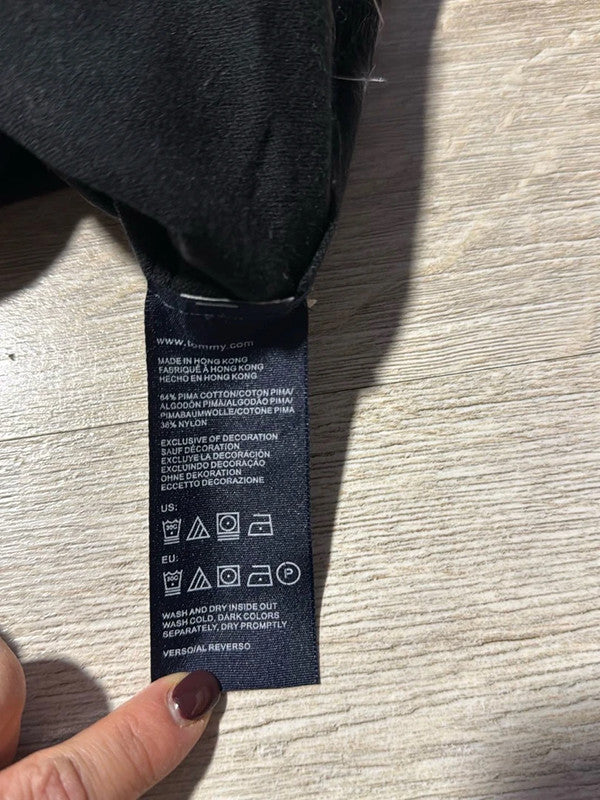 www.tommy.com
MADE IN HONG KONG
FABRIQUÉ À HONG KONG
HECHO EN HONG KONG
64% PIMA COTTON/COTON PIMA/
ALGODÓN PIMA/ALGODÃO PIMA/
PIMABAUMWOLLE/COTONE PIMA
36% NYLON
EXCLUSIVE OF DECORATION
SAUF DÉCORATION
EXCLUYE LA DECORACIÓN
EXCLUINDO DECORAÇÃO
OHNE DEKORATION
ECCETTO DECORAZIONE
US:
30C
EU:
P
WASH AND DRY INSIDE OUT
WASH COLD, DARK COLORS
SEPARATELY, DRY PROMPTLY
VERSO/AL REVERSO